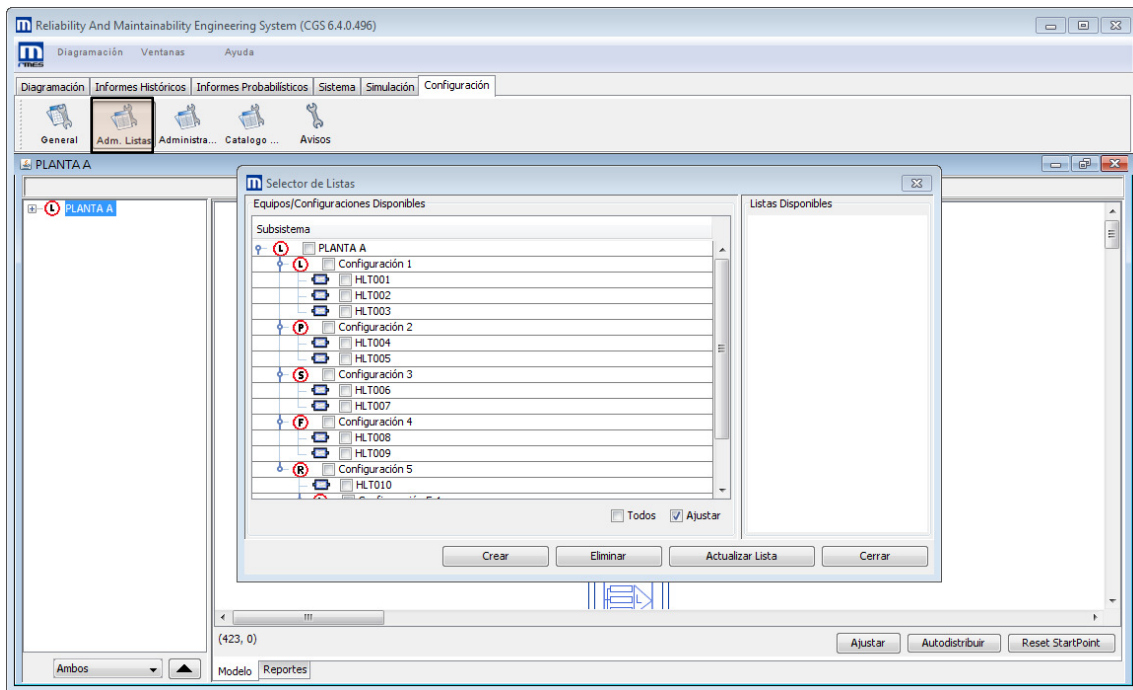 Reliability And Maintainability Engineering System (CGS 6.4.0.496)
Diagramación Ventanas Ayuda
rmes
Diagramación Informes Históricos Informes Probabilísticos Sistema Simulación Configuración
General Adm. Listas Administra... Catalogo ... Avisos
PLANTA A
Selector de Listas
PLANTA A
Equipos/Configuraciones Disponibles
Listas Disponibles
Subsistema
L PLANTA A
L Configuración 1
HLT001
HLT002
HLT003
P Configuración 2
HLT004
HLT005
S Configuración 3
HLT006
HLT007
F Configuración 4
HLT008
HLT009
R Configuración 5
HLT010
Todos Ajustar
Crear Eliminar Actualizar Lista Cerrar
L
(423, 0)
Ajustar Autodistribuir Reset StartPoint
Ambos
Modelo Reportes